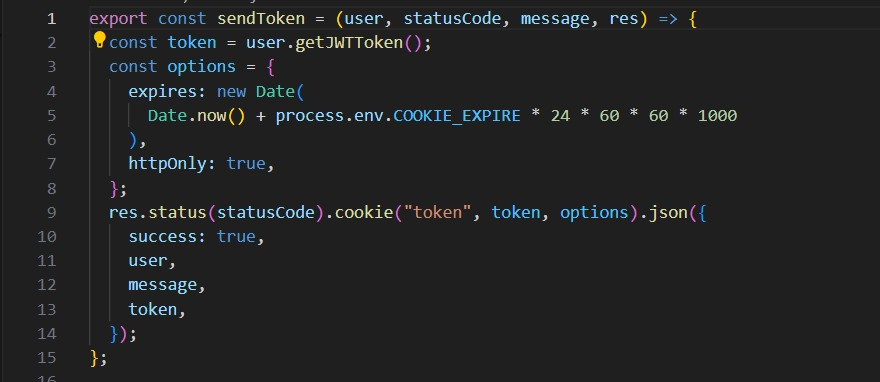 1 export const sendToken = (user, statusCode, message, res) => {
2 const token = user.getJWTToken();
3 const options = {
4 expires: new Date(
5 Date.now() + process.env.COOKIE_EXPIRE * 24 * 60 * 60 * 1000
6 ),
7 httpOnly: true,
8 };
9 res.status(statusCode).cookie("token", token, options).json({
10 success: true,
11 user,
12 message,
13 token,
14 });
15 };
16